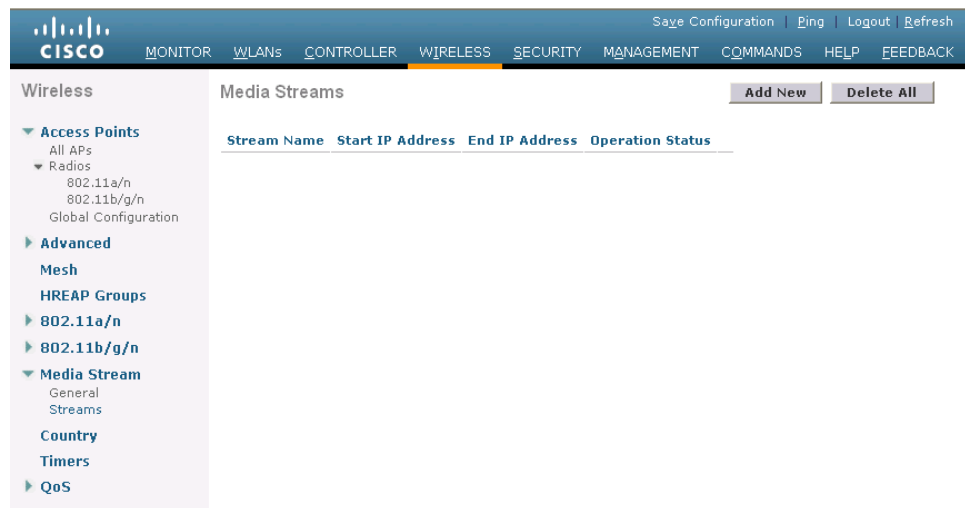 Save Configuration | Ping | Logout | Refresh
CISCO MONITOR WLANs CONTROLLER WIRELESS SECURITY MANAGEMENT COMMANDS HELP FEEDBACK
Wireless
Media Streams
Add New
Delete All
Access Points
All APs
Radios
802.11a/n
802.11b/g/n
Global Configuration
Advanced
Mesh
HREAP Groups
802.11a/n
802.11b/g/n
Media Stream
General
Streams
Country
Timers
QoS
Stream Name Start IP Address End IP Address Operation Status